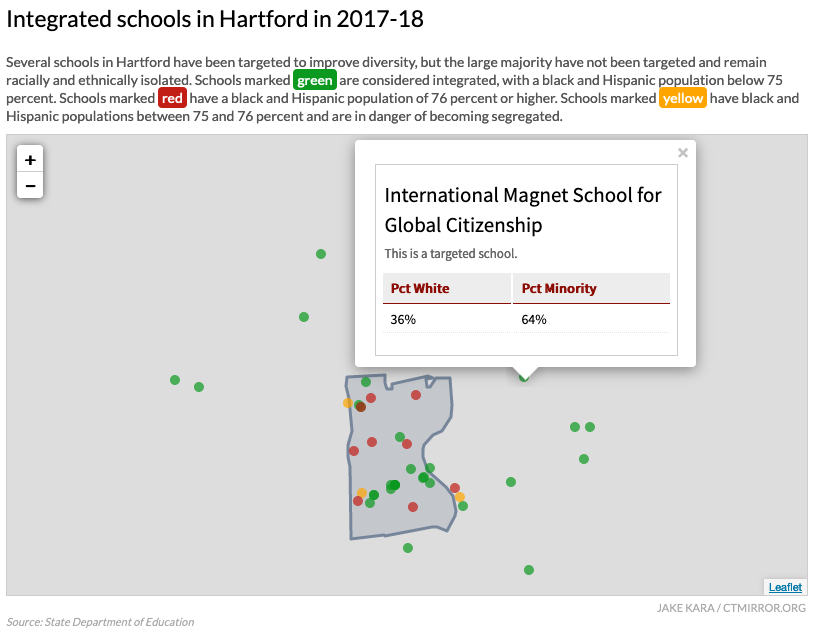 Integrated schools in Hartford in 2017-18
Several schools in Hartford have been targeted to improve diversity, but the large majority have not been targeted and remain
racially and ethnically isolated. Schools marked green are considered integrated, with a black and Hispanic population below 75
percent. Schools marked red have a black and Hispanic population of 76 percent or higher. Schools marked yellow have black and
Hispanic populations between 75 and 76 percent and are in danger of becoming segregated.
+
−
×
International Magnet School for
Global Citizenship
This is a targeted school.
Pct White Pct Minority
36% 64%
Leaflet
JAKE KARA / CTMIRROR.ORG
Source: State Department of Education